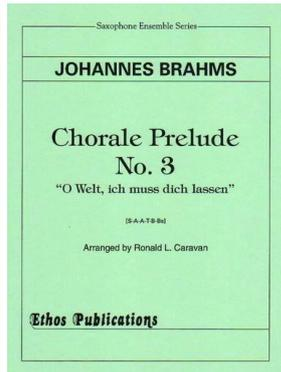 Saxophone Ensemble Series
JOHANNES BRAHMS
Chorale Prelude
No. 3
“O Welt, ich muss dich lassen”
[S-A-A-T-B-Bs]
Arranged by Ronald L. Caravan
Ethos Publications